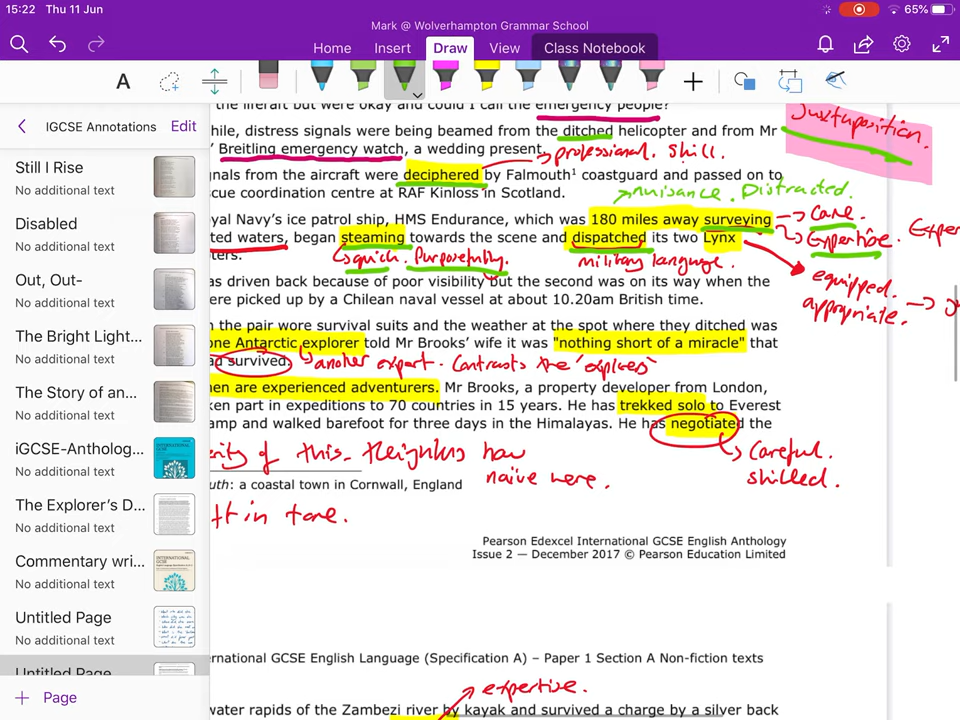 15:22 Thu 11 Jun
65%
Mark @ Wolverhampton Grammar School
Home Insert Draw View Class Notebook
A
IGCSE Annotations Edit
Still I Rise
No additional text
Disabled
No additional text
Out, Out-
No additional text
The Bright Light...
No additional text
The Story of an...
No additional text
iGCSE-Antholog...
No additional text
The Explorer's D...
No additional text
Commentary wri...
No additional text
Untitled Page
No additional text
Untitled Page
Page
the liferaft but were okay and could I call the emergency people?
Juxtaposition.
hile, distress signals were being beamed from the ditched helicopter and from Mr
' Breitling emergency watch, a wedding present.
professional. skill.
gnals from the aircraft were deciphered by Falmouth¹ coastguard and passed on to
scue coordination centre at RAF Kinloss in Scotland.
nuisance. Distracted.
oyal Navy's ice patrol ship, HMS Endurance, which was 180 miles away surveying
Care.
ted waters, began steaming towards the scene and dispatched its two Lynx
Expertise. Exper
ters.
quick. Purposefully.
military language.
equipped.
appropriate.
as driven back because of poor visibility but the second was on its way when the
ere picked up by a Chilean naval vessel at about 10.20am British time.
h the pair wore survival suits and the weather at the spot where they ditched was
one Antarctic explorer told Mr Brooks' wife it was "nothing short of a miracle" that
ad survived.
another expert. Contrasts the 'explorers'
men are experienced adventurers. Mr Brooks, a property developer from London,
ken part in expeditions to 70 countries in 15 years. He has trekked solo to Everest
amp and walked barefoot for three days in the Himalayas. He has negotiated the
erity of this. Heightens how
naive were.
Careful.
skilled.
uth: a coastal town in Cornwall, England
ft in tone.
Pearson Edexcel International GCSE English Anthology
Issue 2 — December 2017 © Pearson Education Limited
ernational GCSE English Language (Specification A) – Paper 1 Section A Non-fiction texts
expertise.
water rapids of the Zambezi river by kayak and survived a charge by a silver back